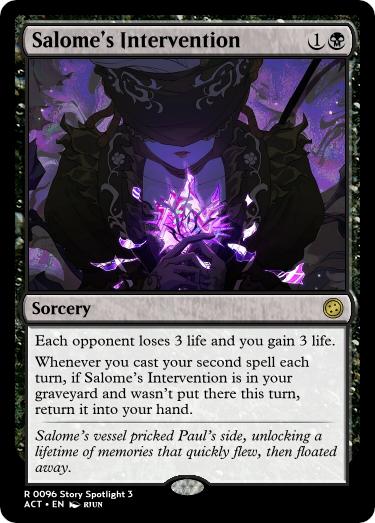 Salome's Intervention 1
Sorcery
Each opponent loses 3 life and you gain 3 life.
Whenever you cast your second spell each
turn, if Salome's Intervention is in your
graveyard and wasn't put there this turn,
return it into your hand.
Salome's vessel pricked Paul's side, unlocking a
lifetime of memories that quickly flew, then floated
away.
R 0096 Story Spotlight 3
ACT • EN RJUN